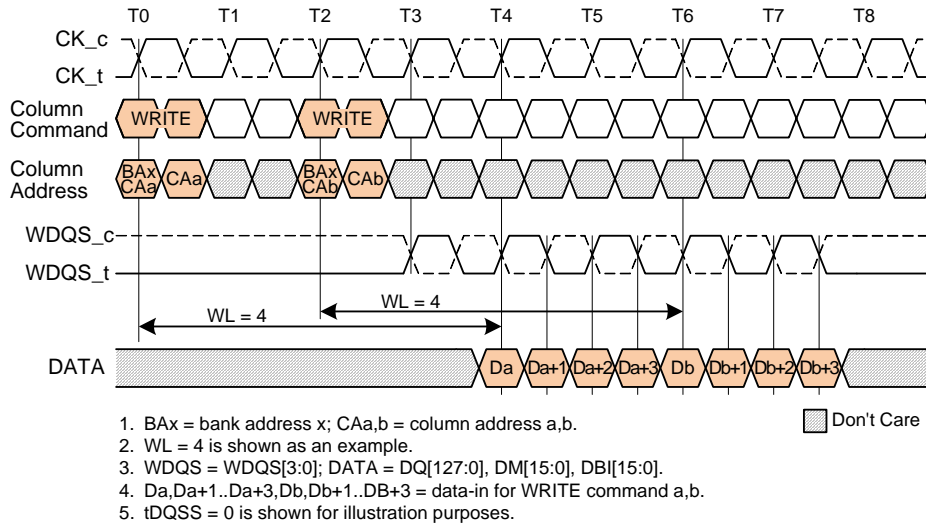 T0 T1 T2 T3 T4 T5 T6 T7 T8
CK_c
CK_t
Column
Command
WRITE WRITE
Column
Address
BAx
CAa
CAa
BAx
CAb
CAb
WDQS_c
WDQS_t
WL = 4
WL = 4
DATA
Da Da+1 Da+2 Da+3 Db Db+1 Db+2 Db+3
1. BAx = bank address x; CAa,b = column address a,b.
Don't Care
2. WL = 4 is shown as an example.
3. WDQS = WDQS[3:0]; DATA = DQ[127:0], DM[15:0], DBI[15:0].
4. Da,Da+1..Da+3,Db,Db+1..DB+3 = data-in for WRITE command a,b.
5. tDQSS = 0 is shown for illustration purposes.